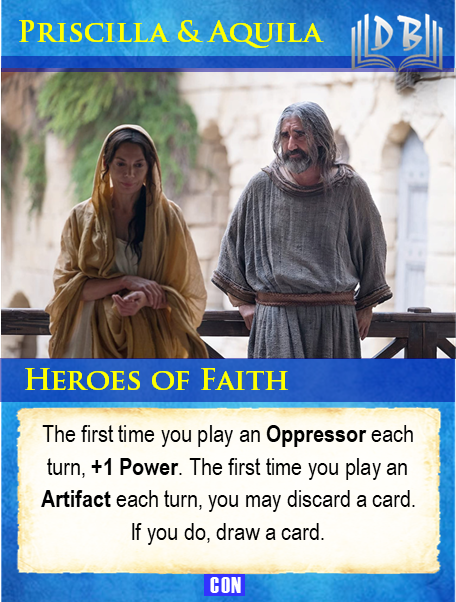 Priscilla & Aquila
DB
Heroes of Faith
The first time you play an Oppressor each
turn, +1 Power. The first time you play an
Artifact each turn, you may discard a card.
If you do, draw a card.
CON